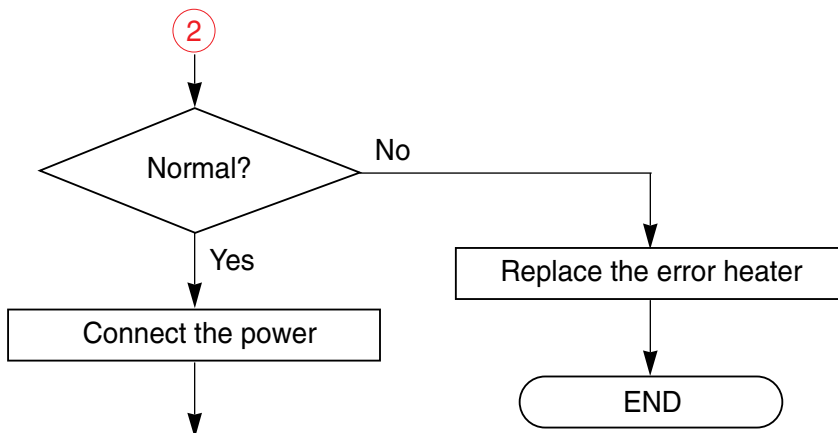 2
Normal?
No
Yes
Replace the error heater
Connect the power
END